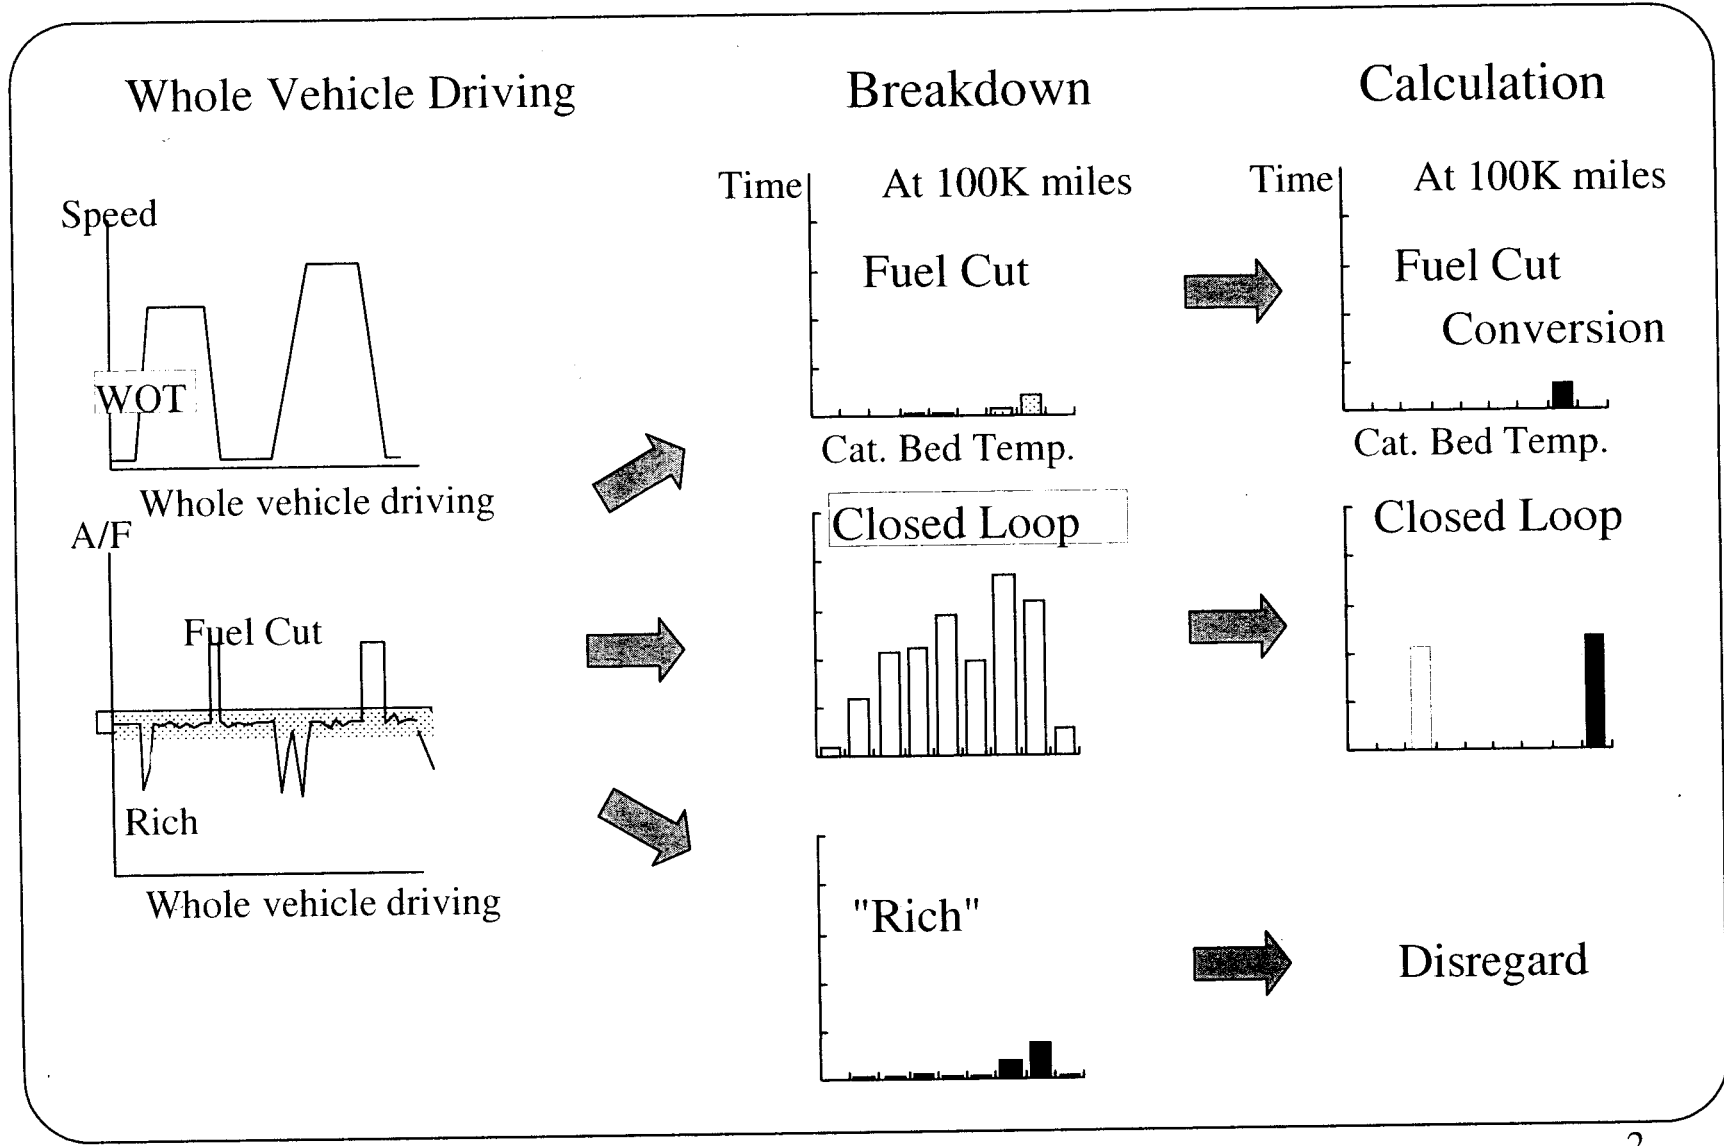 Whole Vehicle Driving
Breakdown
Calculation
Speed
WOT
Whole vehicle driving
A/F
Fuel Cut
Rich
Whole vehicle driving
Time
At 100K miles
Fuel Cut
Cat. Bed Temp.
Closed Loop
"Rich"
Time
At 100K miles
Fuel Cut
Conversion
Cat. Bed Temp.
Closed Loop
Disregard
2